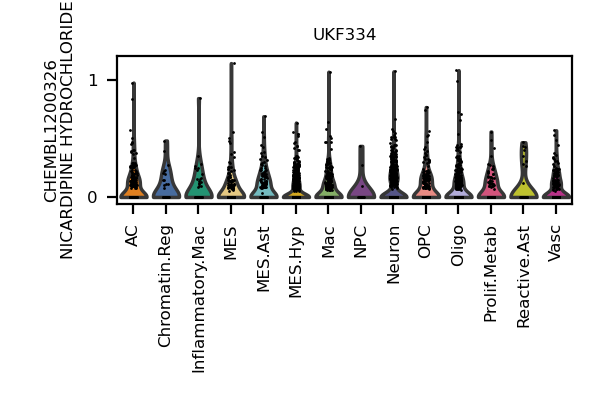 UKF334
CHEMBL1200326
NICARDIPINE HYDROCHLORIDE
1
0
AC
Chromatin.Reg
Inflammatory.Mac
MES
MES.Ast
MES.Hyp
Mac
NPC
Neuron
OPC
Oligo
Prolif.Metab
Reactive.Ast
Vasc